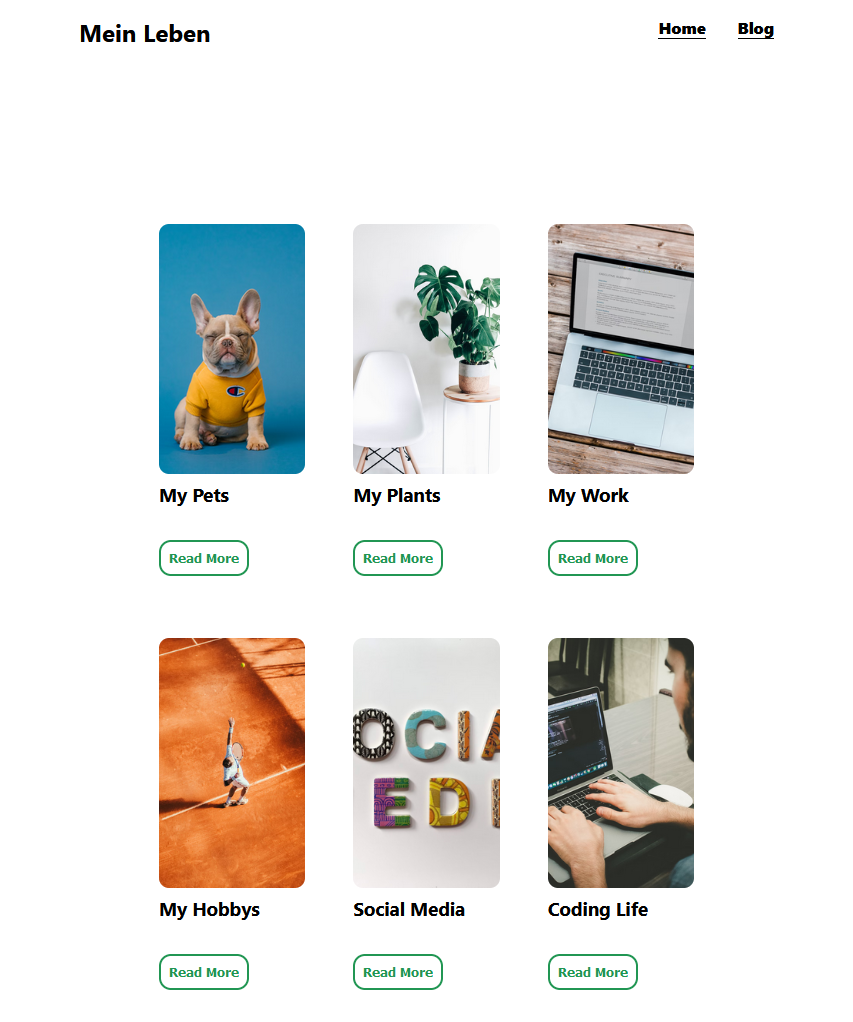 Mein Leben
Home Blog
My Pets
My Plants
My Work
Read More
Read More
Read More
OCIA
EDI
My Hobbys
Social Media
Coding Life
Read More
Read More
Read More